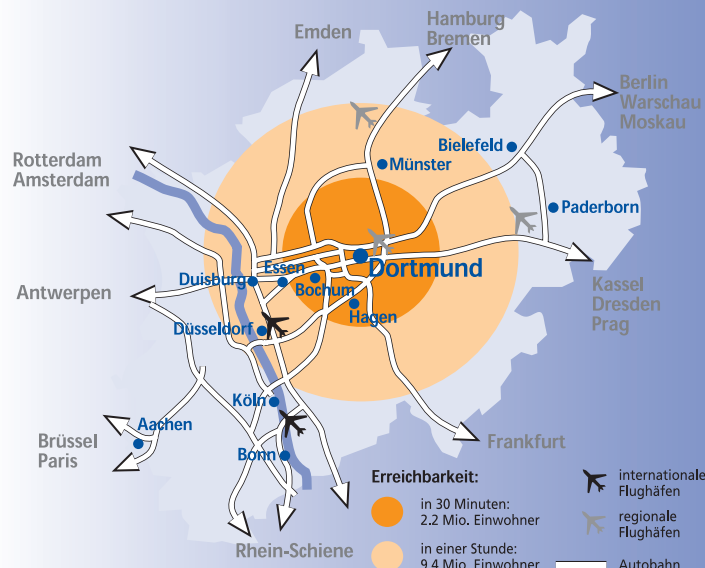 Hamburg
Bremen
Emden
Berlin
Warschau
Moskau
Bielefeld
Rotterdam
Amsterdam
Münster
Paderborn
Dortmund
Essen
Duisburg
Bochum
Kassel
Dresden
Prag
Antwerpen
Hagen
Düsseldorf
Köln
Aachen
Brüssel
Paris
Bonn
Frankfurt
Rhein-Schiene
Erreichbarkeit:
in 30 Minuten:
2.2 Mio. Einwohner
in einer Stunde:
9.4 Mio. Einwohner
internationale
Flughäfen
regionale
Flughäfen
Autobahn